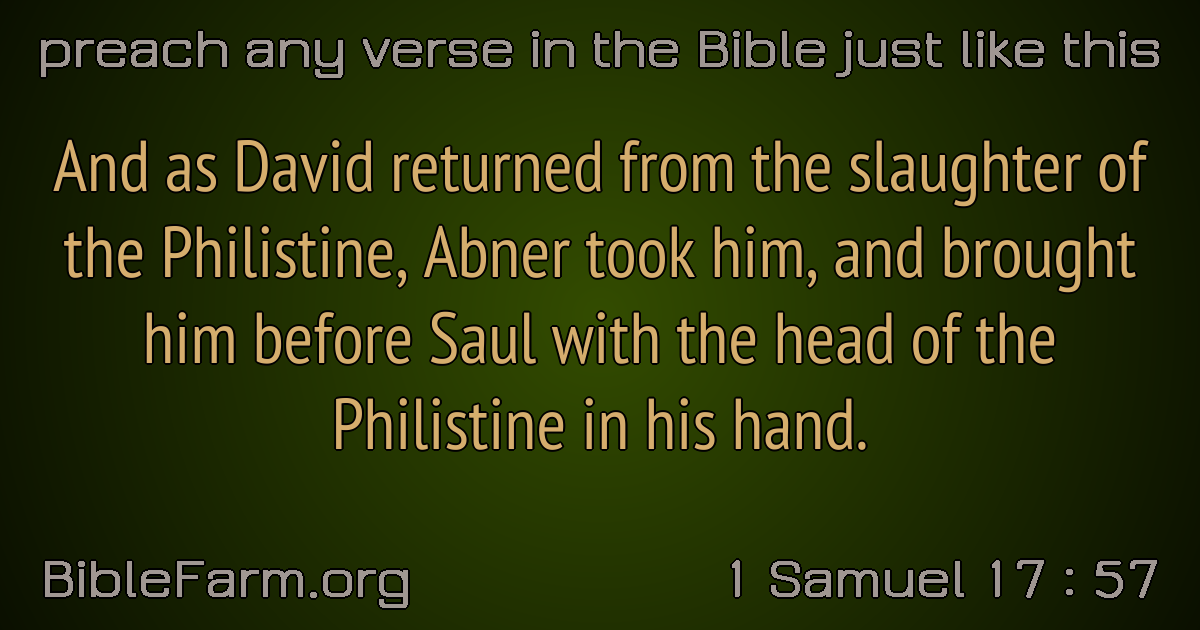 preach any verse in the Bible just like this
And as David returned from the slaughter of
the Philistine, Abner took him, and brought
him before Saul with the head of the
Philistine in his hand.
BibleFarm.org
1 Samuel 17 : 57